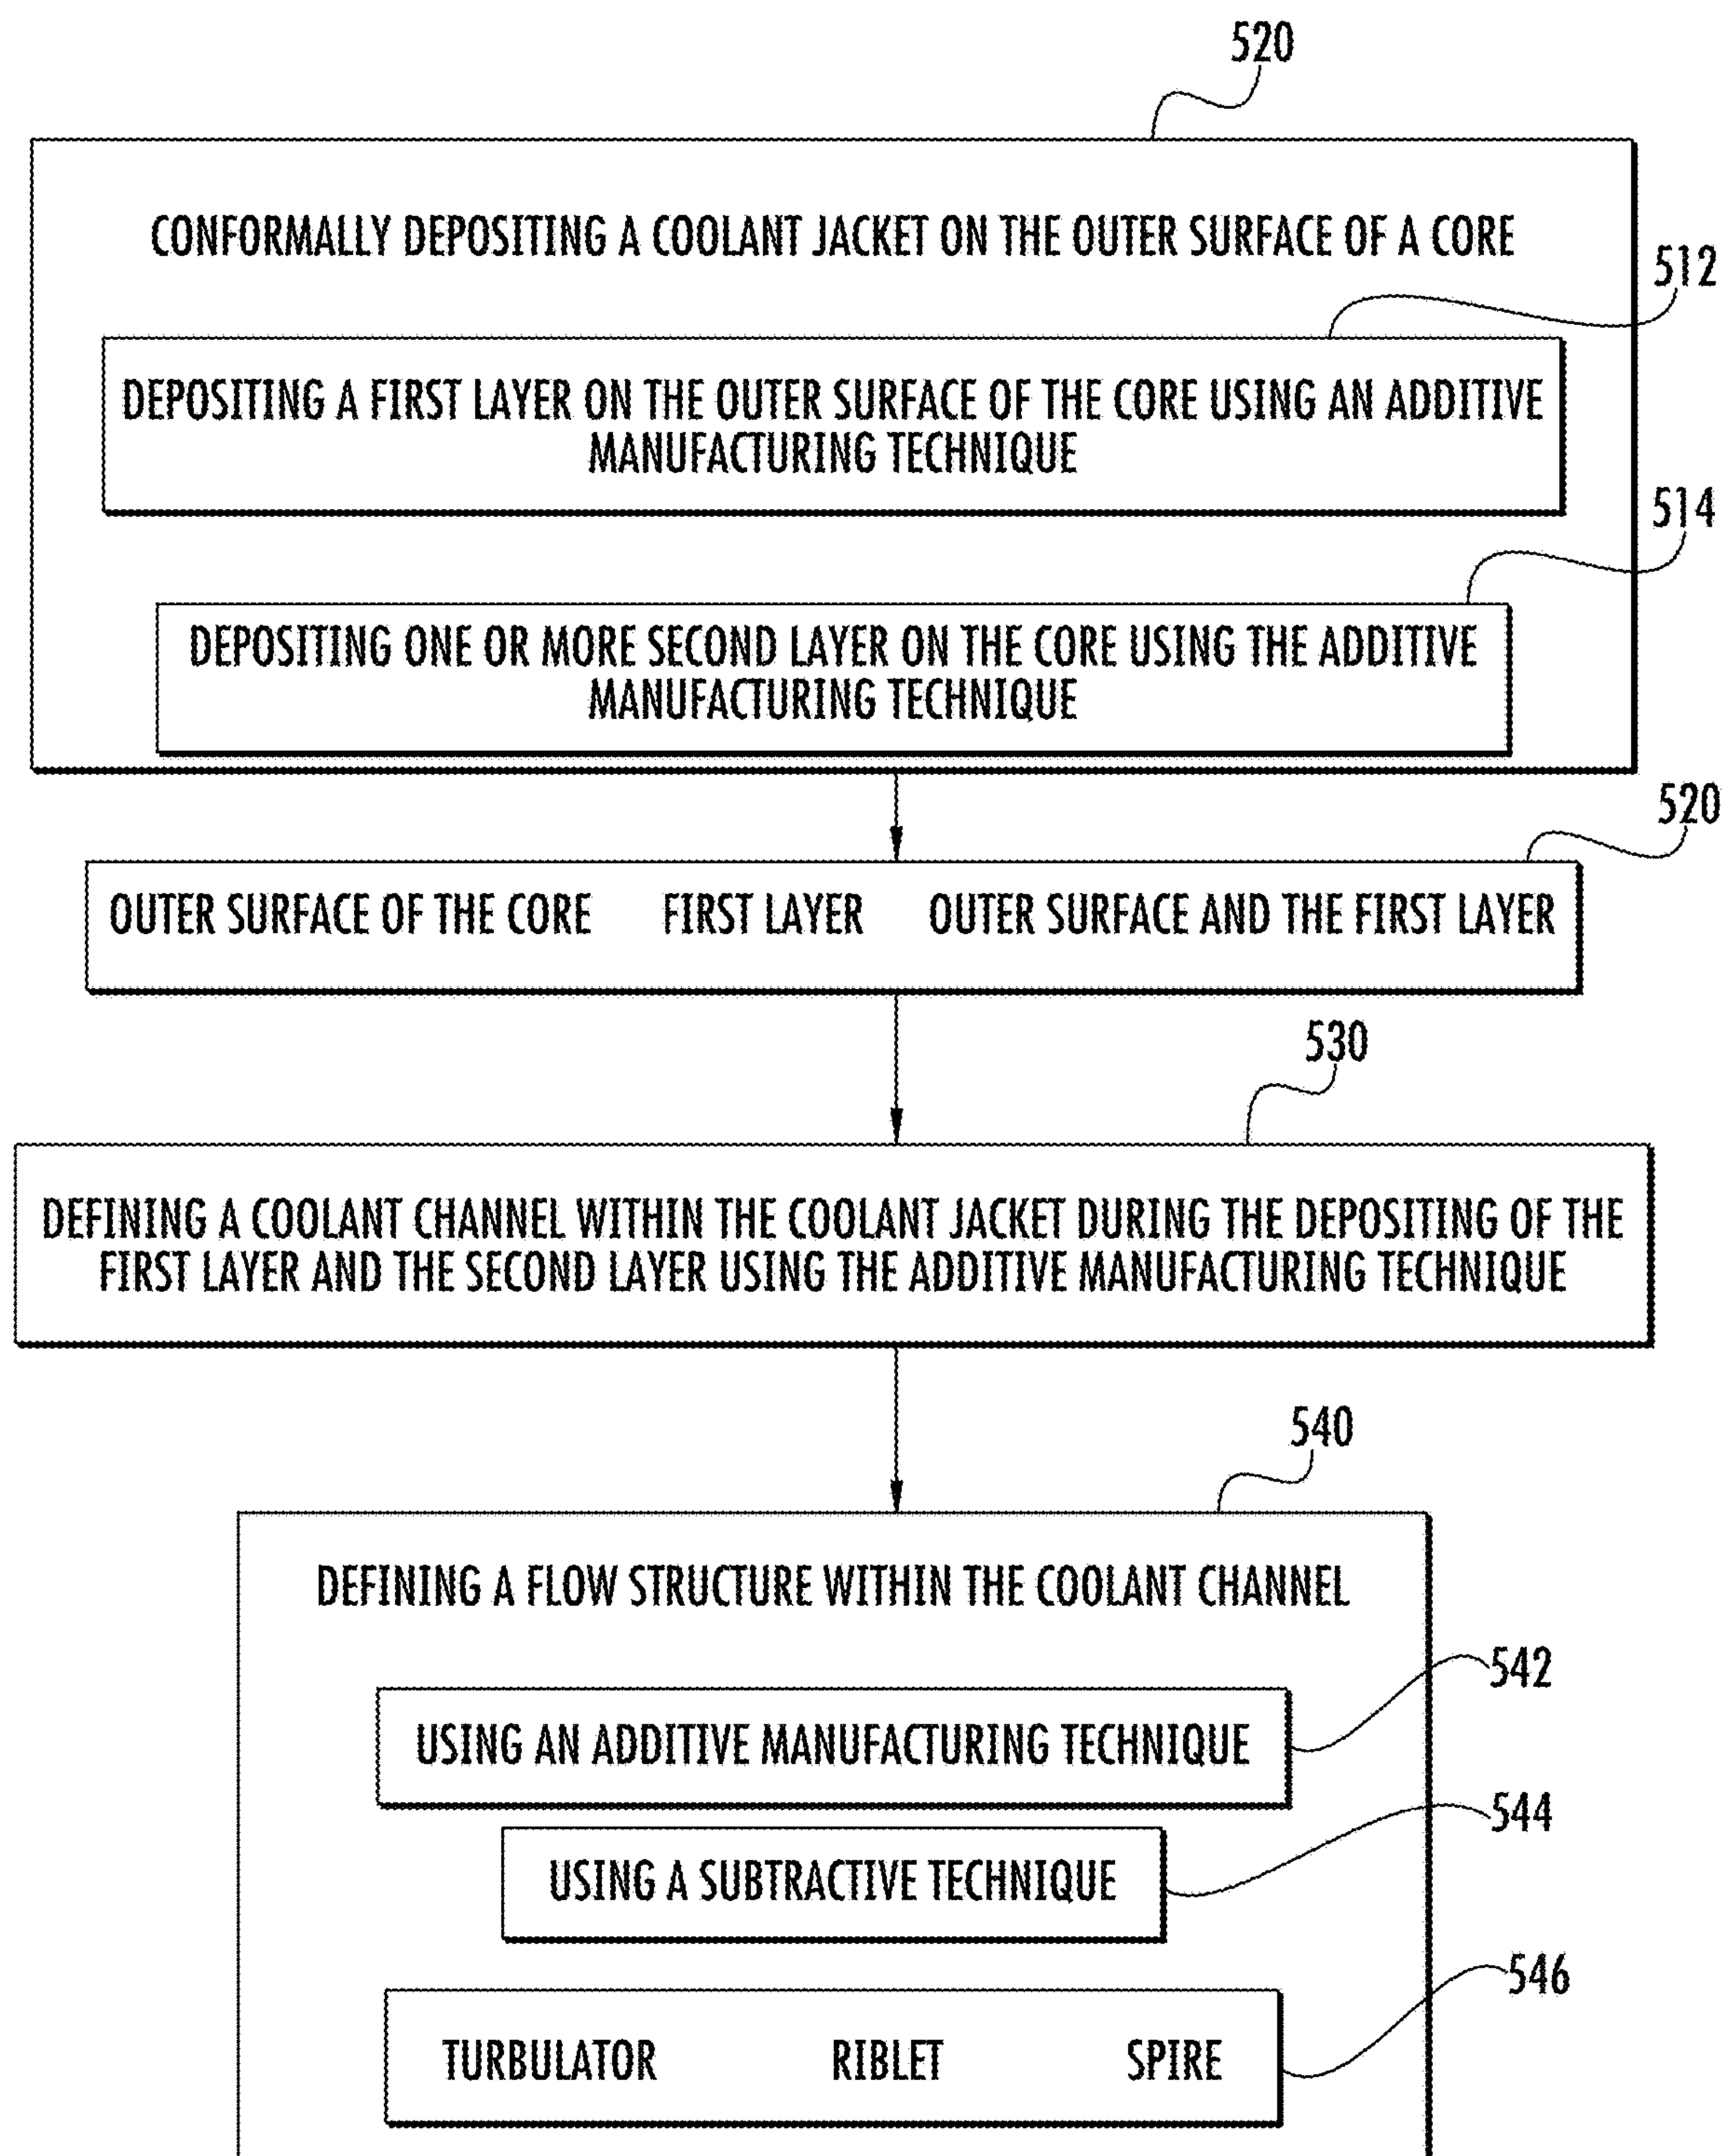 520
CONFORMALLY DEPOSITING A COOLANT JACKET ON THE OUTER SURFACE OF A CORE
512
DEPOSITING A FIRST LAYER ON THE OUTER SURFACE OF THE CORE USING AN ADDITIVE
MANUFACTURING TECHNIQUE
514
DEPOSITING ONE OR MORE SECOND LAYER ON THE CORE USING THE ADDITIVE
MANUFACTURING TECHNIQUE
520
OUTER SURFACE OF THE CORE FIRST LAYER OUTER SURFACE AND THE FIRST LAYER
530
DEFINING A COOLANT CHANNEL WITHIN THE COOLANT JACKET DURING THE DEPOSITING OF THE
FIRST LAYER AND THE SECOND LAYER USING THE ADDITIVE MANUFACTURING TECHNIQUE
540
DEFINING A FLOW STRUCTURE WITHIN THE COOLANT CHANNEL
542
USING AN ADDITIVE MANUFACTURING TECHNIQUE
544
USING A SUBTRACTIVE TECHNIQUE
546
TURBULATOR RIBLET SPIRE